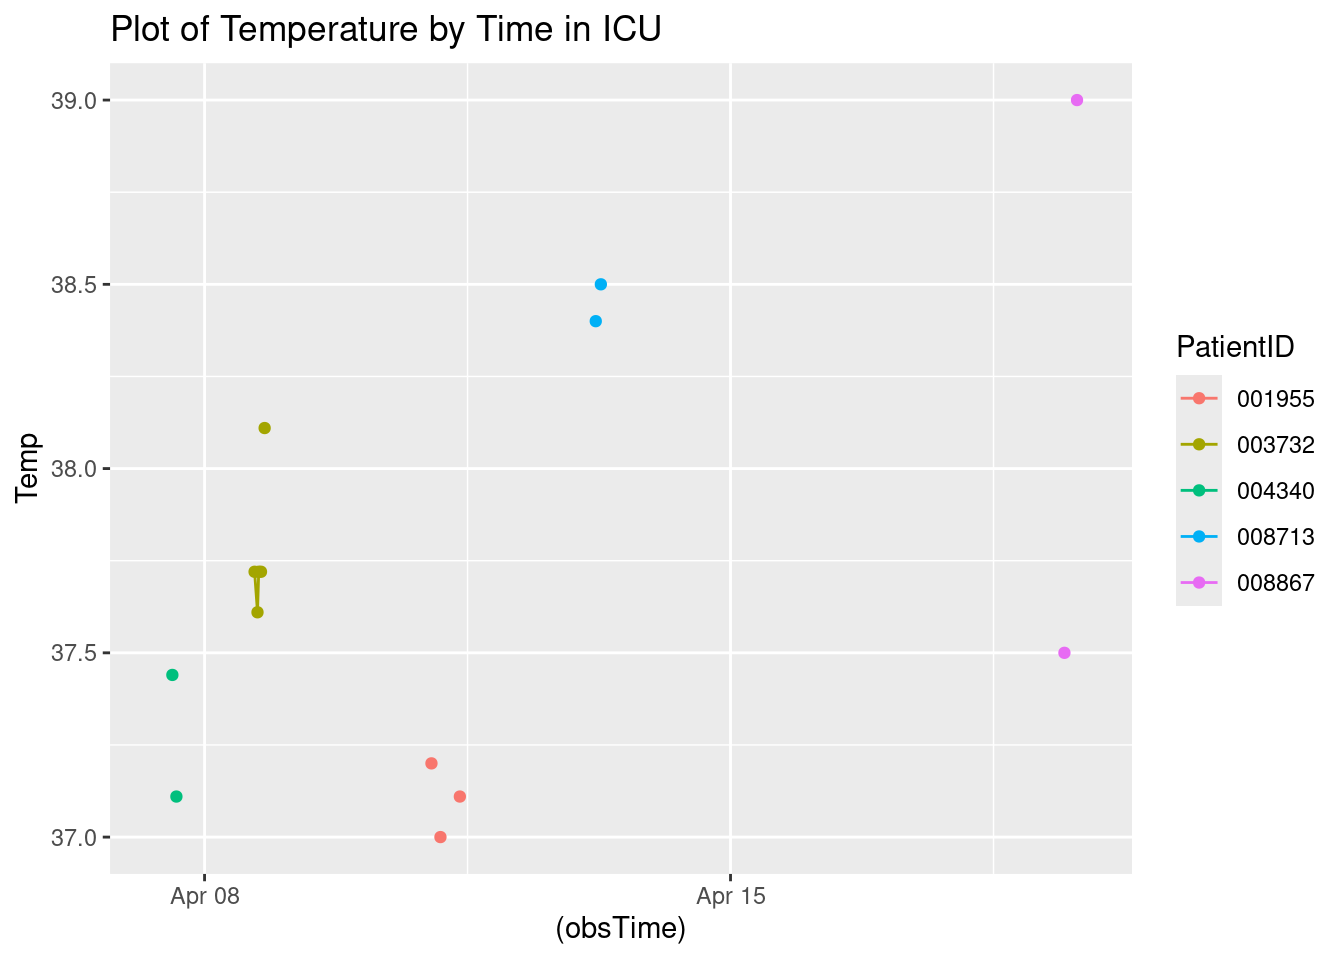 Plot of Temperature by Time in ICU
39.0
38.5
38.0
37.5
37.0
Temp
Apr 08
Apr 15
(obsTime)
PatientID
001955
003732
004340
008713
008867